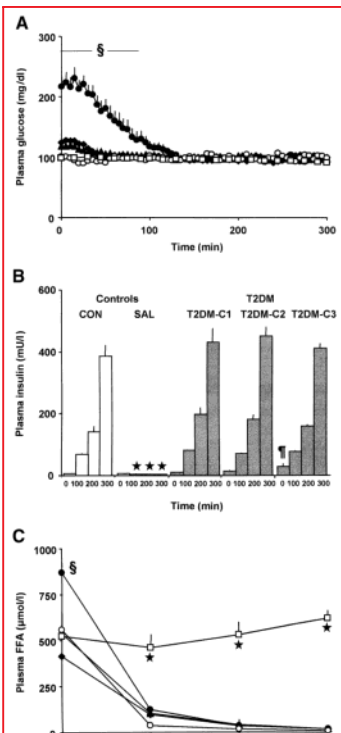 A
Plasma glucose (mg/dl)
300
200
100
0
§
0 100 200 300
Time (min)
B
Plasma insulin (mU/l)
600
400
200
0
Controls T2DM
CON SAL T2DM-C1 T2DM-C2 T2DM-C3
★ ★ ★ ¶
0 100 200 300 0 100 200 300 0 100 200 300 0 100 200 300 0 100 200 300
Time (min)
C
Plasma FFA (µmol/l)
1000
750
500
250
0
§
★ ★ ★